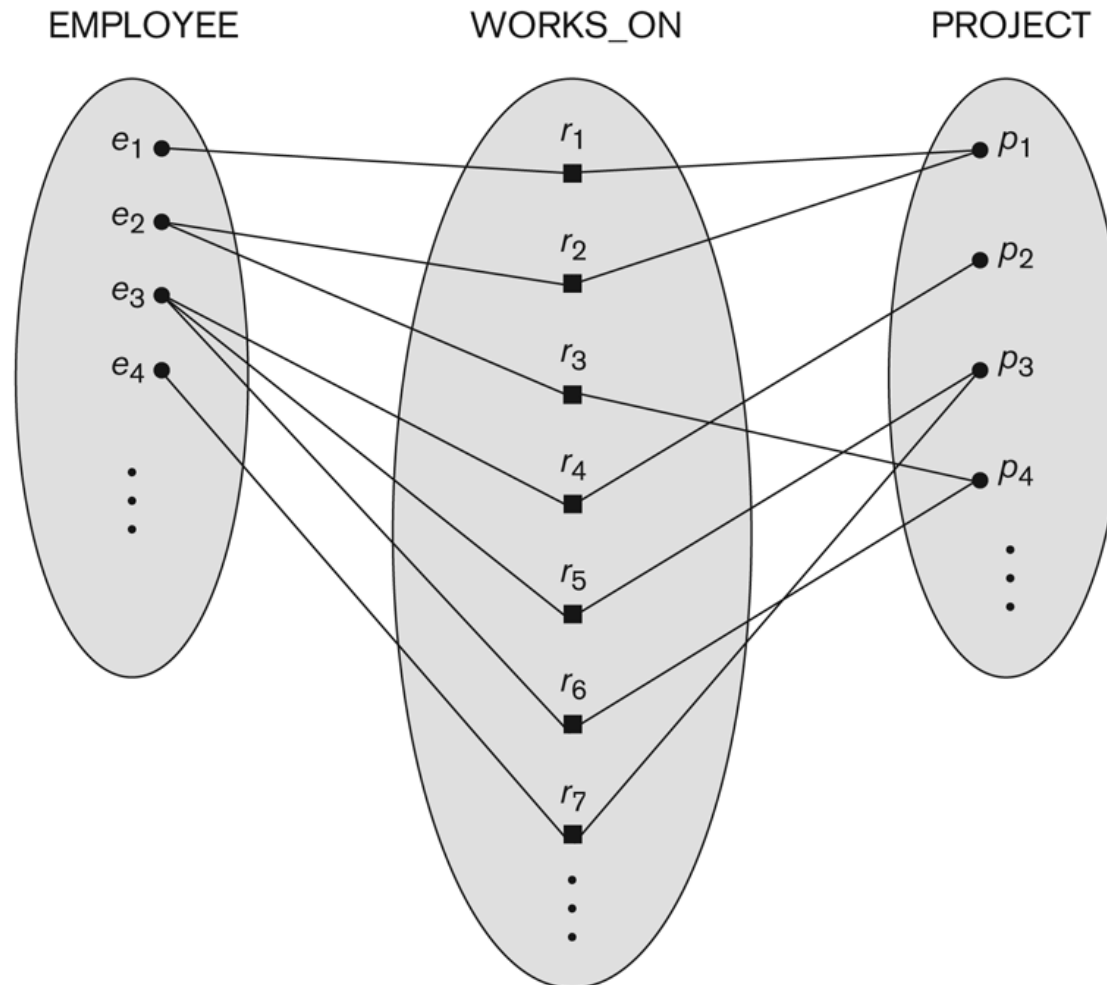 EMPLOYEE WORKS_ON PROJECT
e₁
e₂
e₃
e₄
r₁
r₂
r₃
r₄
r₅
r₆
r₇
p₁
p₂
p₃
p₄